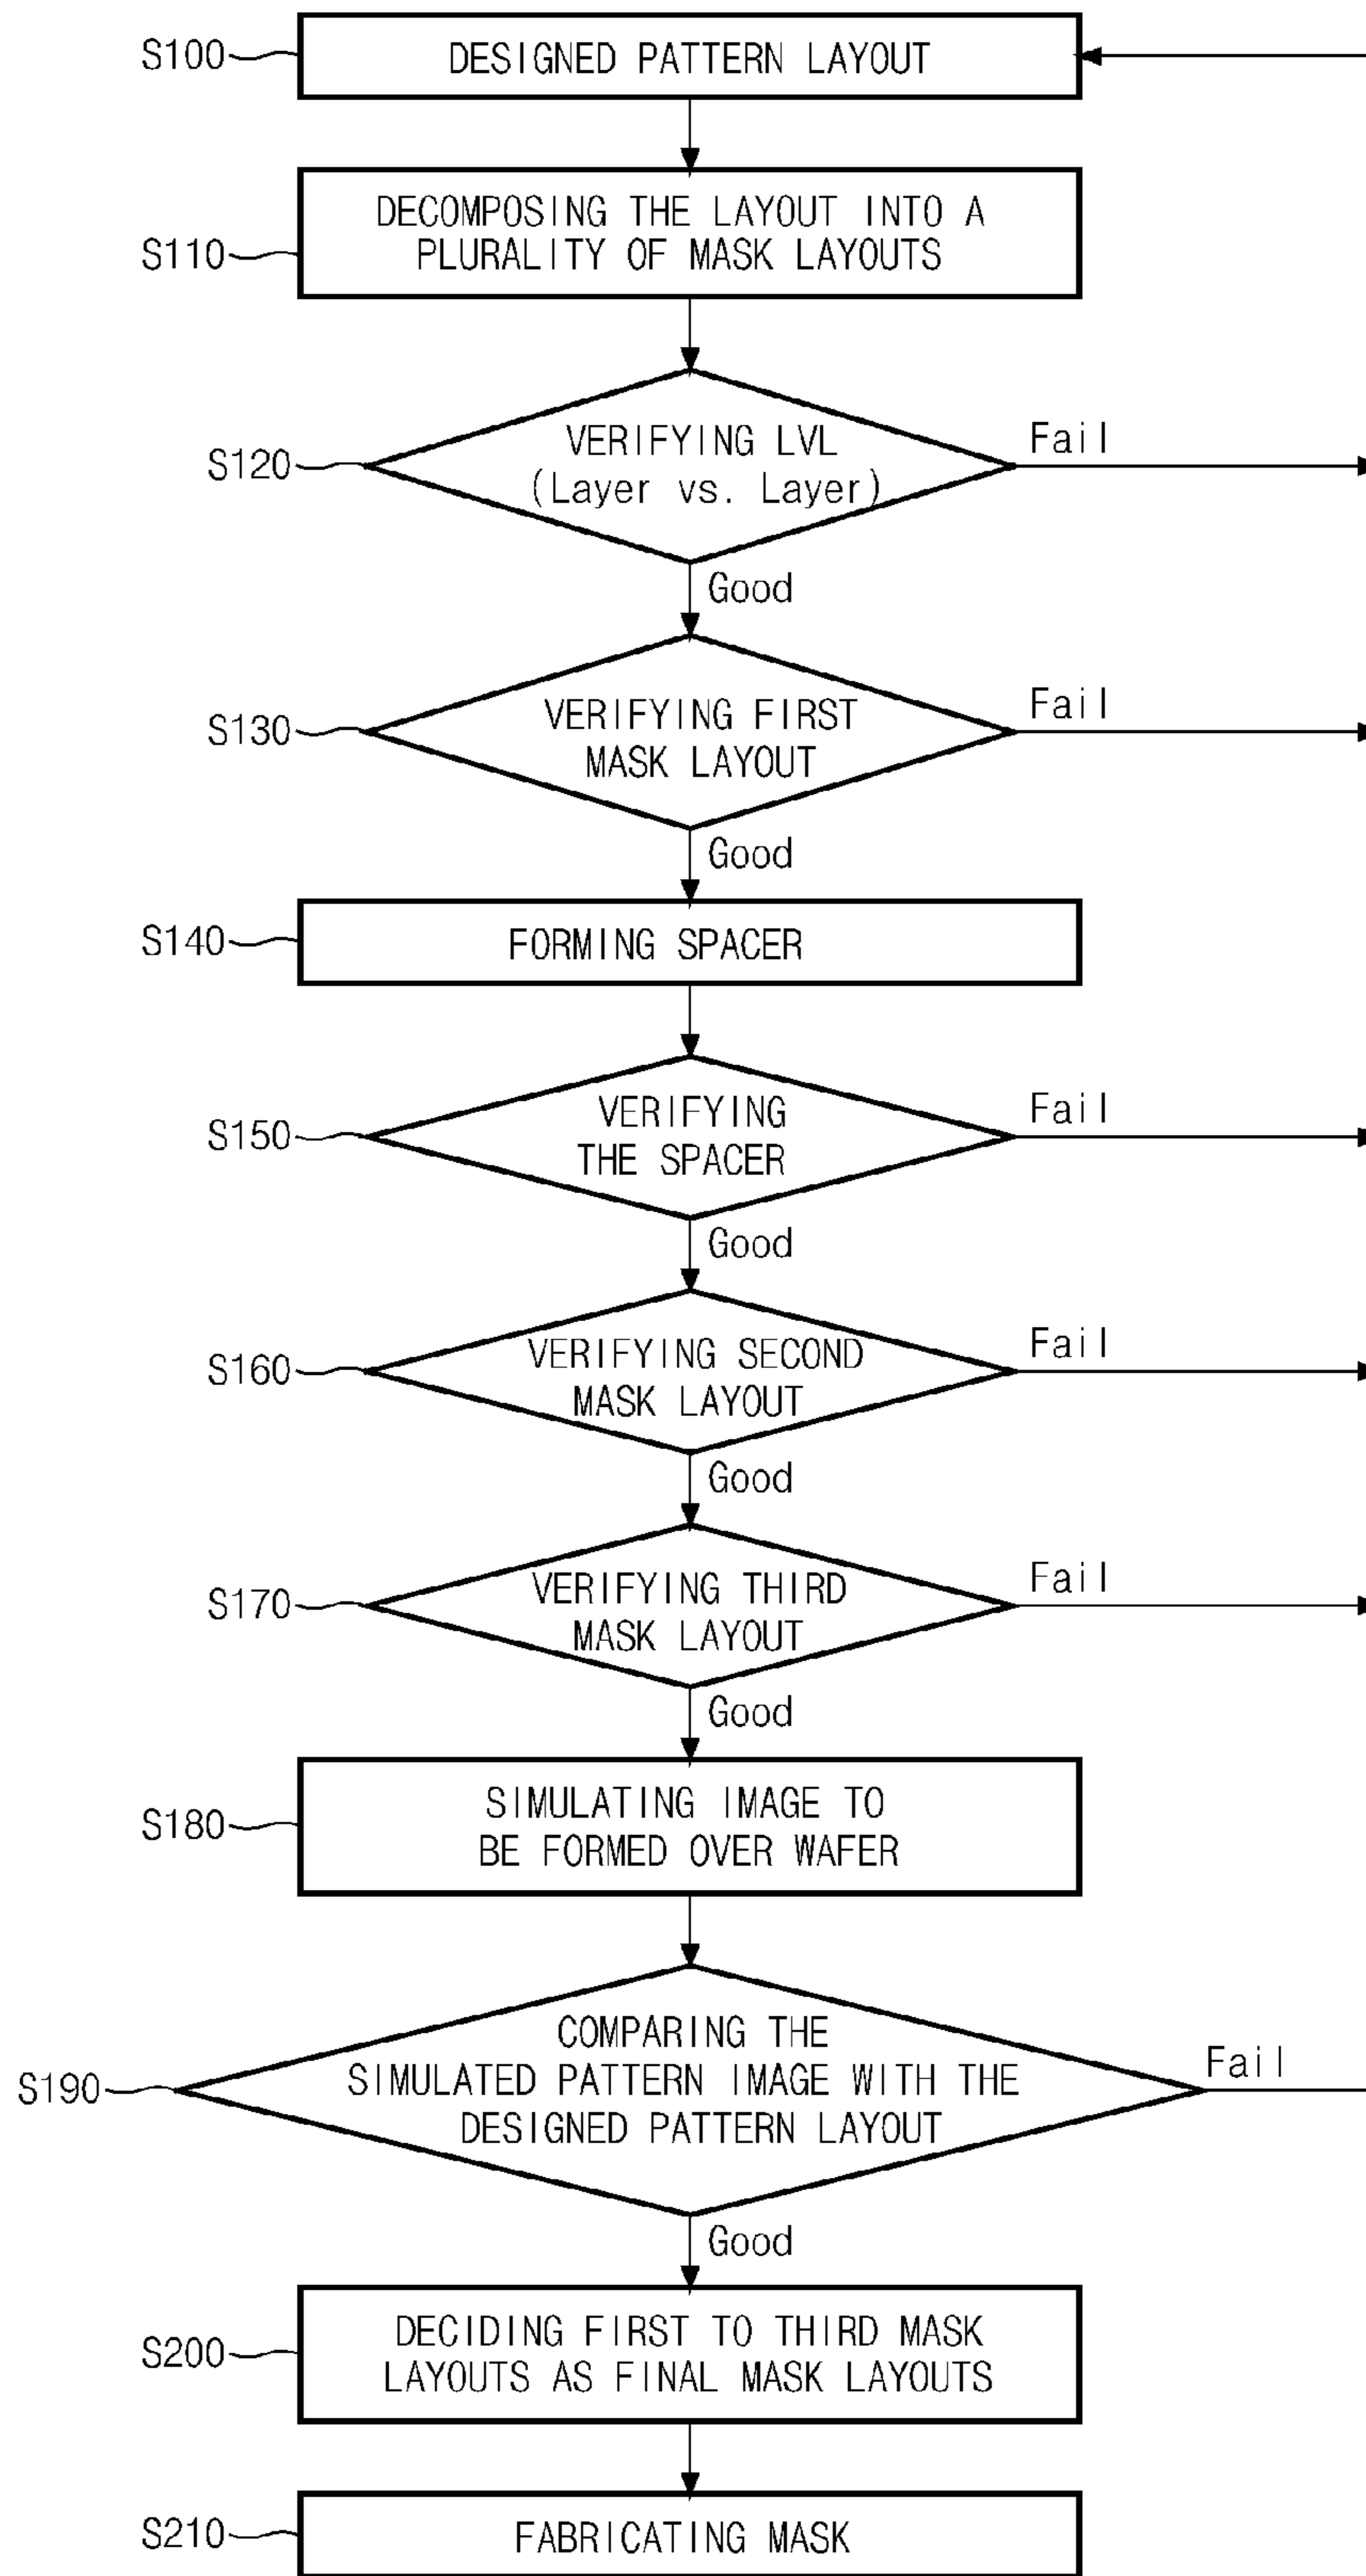 S100
DESIGNED PATTERN LAYOUT
S110
DECOMPOSING THE LAYOUT INTO A
PLURALITY OF MASK LAYOUTS
S120
VERIFYING LVL
(Layer vs. Layer)
Fail
Good
S130
VERIFYING FIRST
MASK LAYOUT
Fail
Good
S140
FORMING SPACER
S150
VERIFYING
THE SPACER
Fail
Good
S160
VERIFYING SECOND
MASK LAYOUT
Fail
Good
S170
VERIFYING THIRD
MASK LAYOUT
Fail
Good
S180
SIMULATING IMAGE TO
BE FORMED OVER WAFER
S190
COMPARING THE
SIMULATED PATTERN IMAGE WITH THE
DESIGNED PATTERN LAYOUT
Fail
Good
S200
DECIDING FIRST TO THIRD MASK
LAYOUTS AS FINAL MASK LAYOUTS
S210
FABRICATING MASK